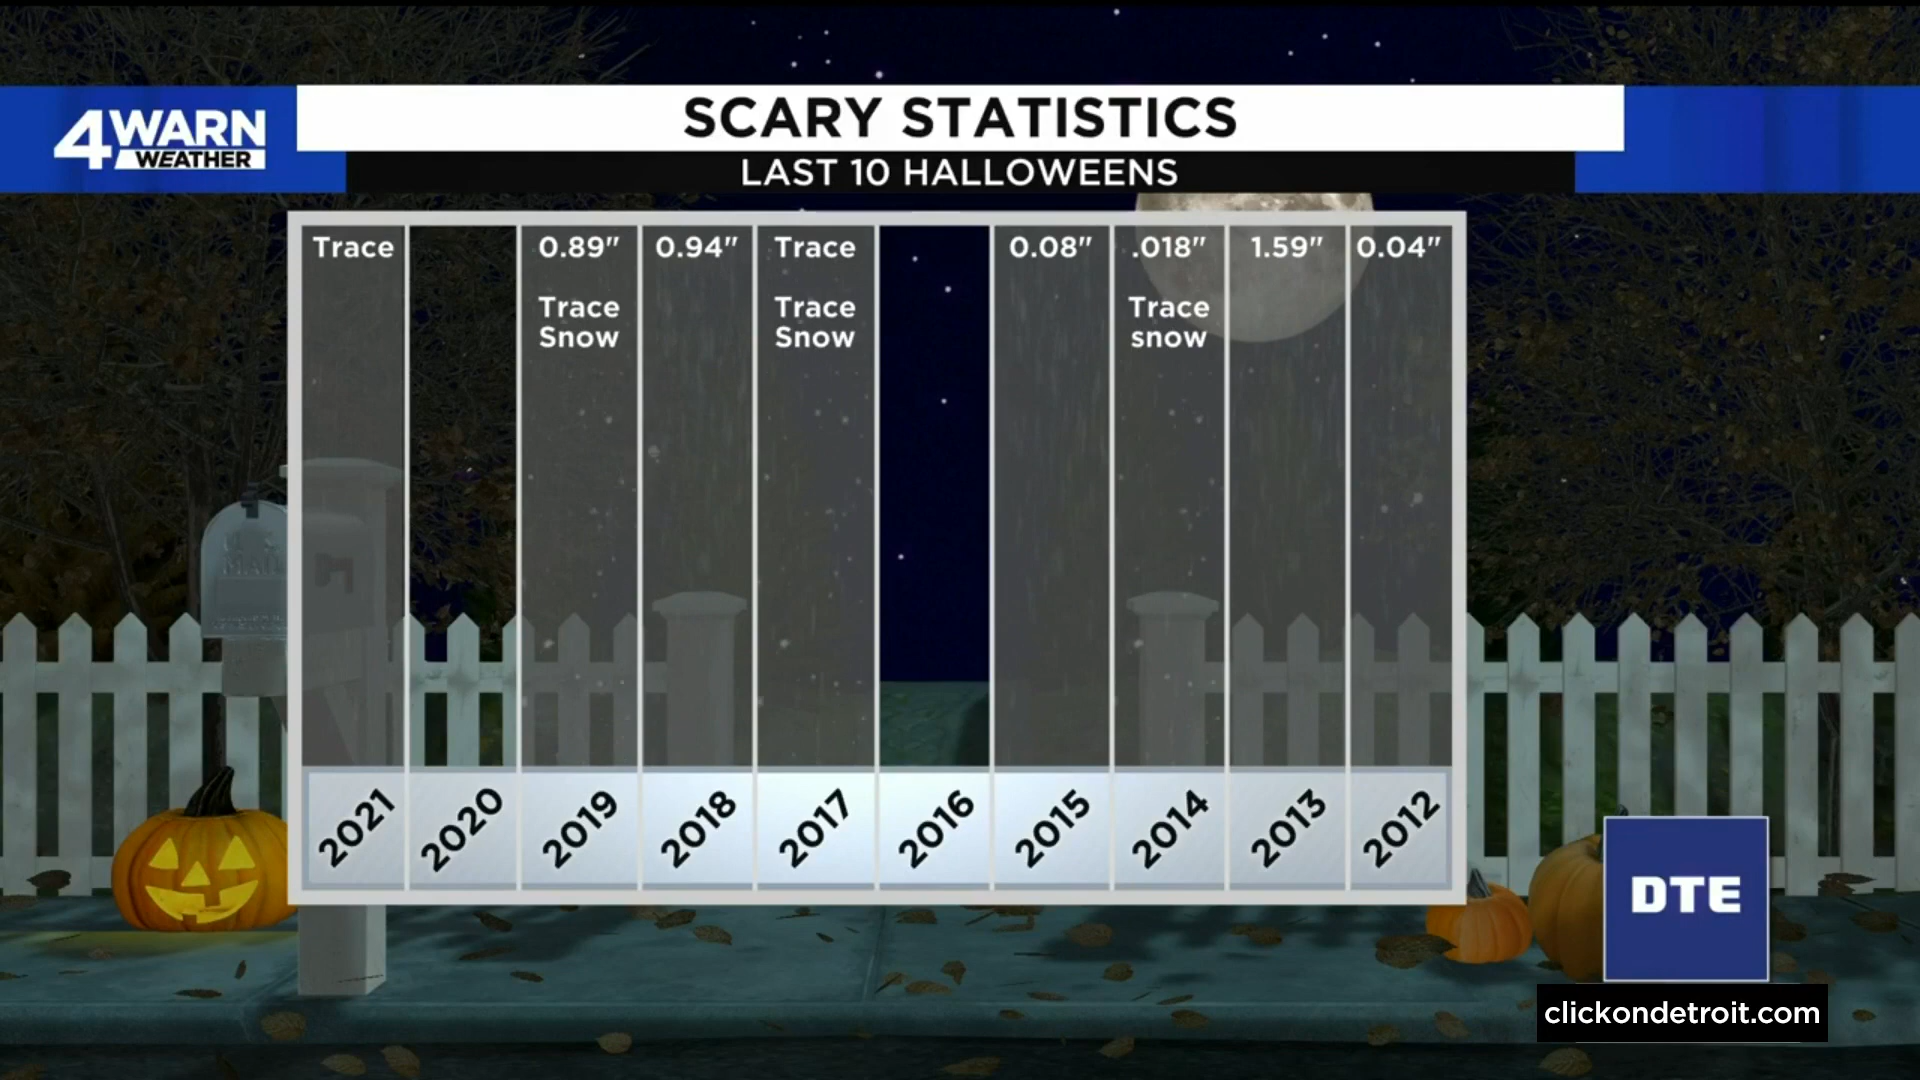 4WARN
WEATHER
SCARY STATISTICS
LAST 10 HALLOWEENS
Trace 0.89" 0.94" Trace 0.08" .018" 1.59" 0.04"
Trace Trace Trace
Snow Snow snow
MAIL
2021 2020 2019 2018 2017 2016 2015 2014 2013 2012
DTE
clickondetroit.com